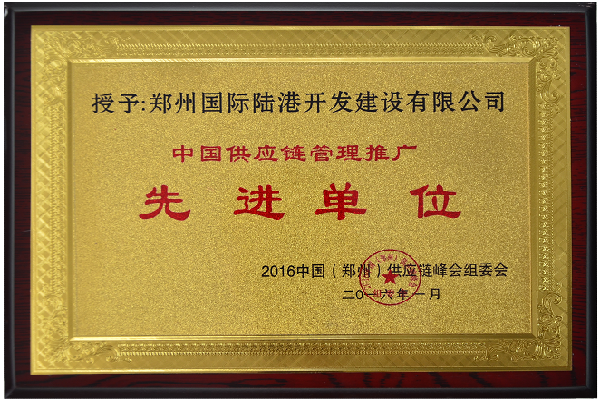 授予:郑州国际陆港开发建设有限公司
中国供应链管理推广
先进单位
2016中国（郑州）供应链峰会组委会
二〇一六年一月